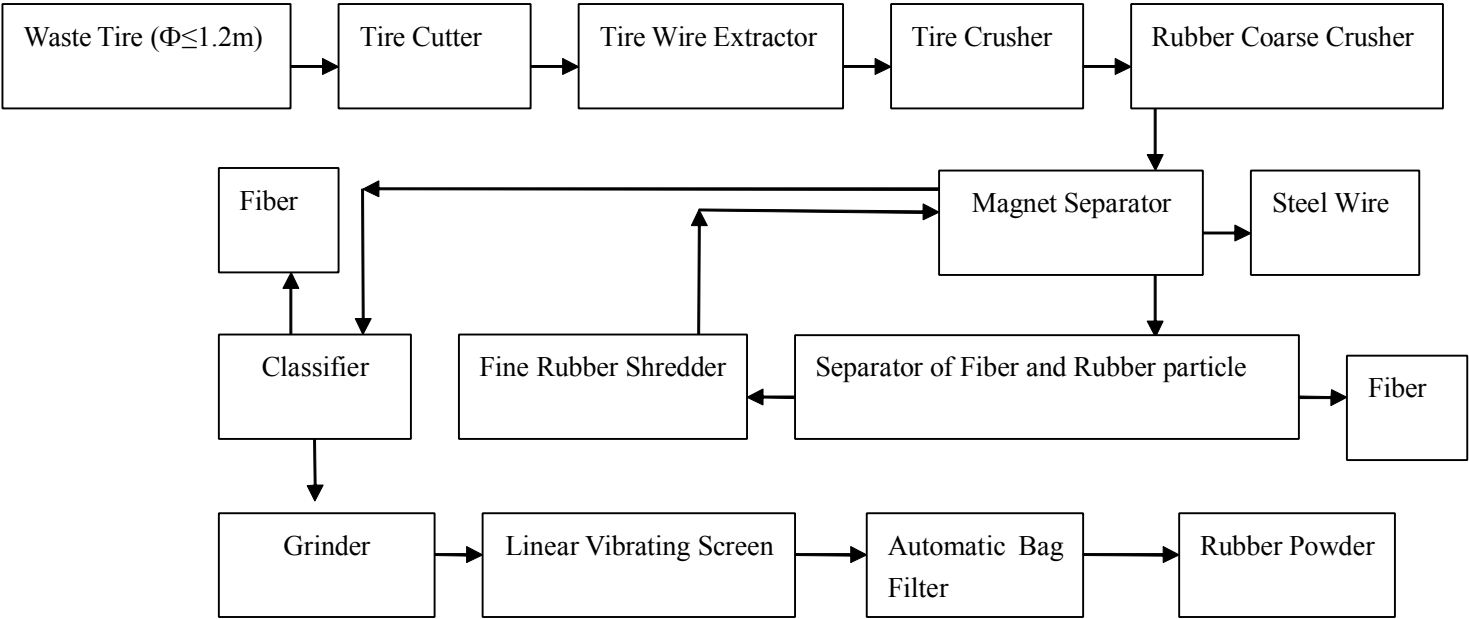 Waste Tire (Φ≤1.2m)
Tire Cutter
Tire Wire Extractor
Tire Crusher
Rubber Coarse Crusher
Fiber
Magnet Separator
Steel Wire
Classifier
Fine Rubber Shredder
Separator of Fiber and Rubber particle
Fiber
Grinder
Linear Vibrating Screen
Automatic Bag
Filter
Rubber Powder